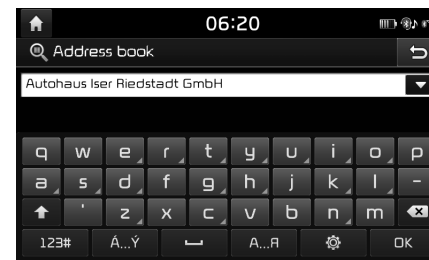 06:20
Address book
Autohaus Iser Riedstadt GmbH
q w e r t y u i o p
a s d f g h j k l -
' z x c v b n m
123# Á...Ý A...Я OK